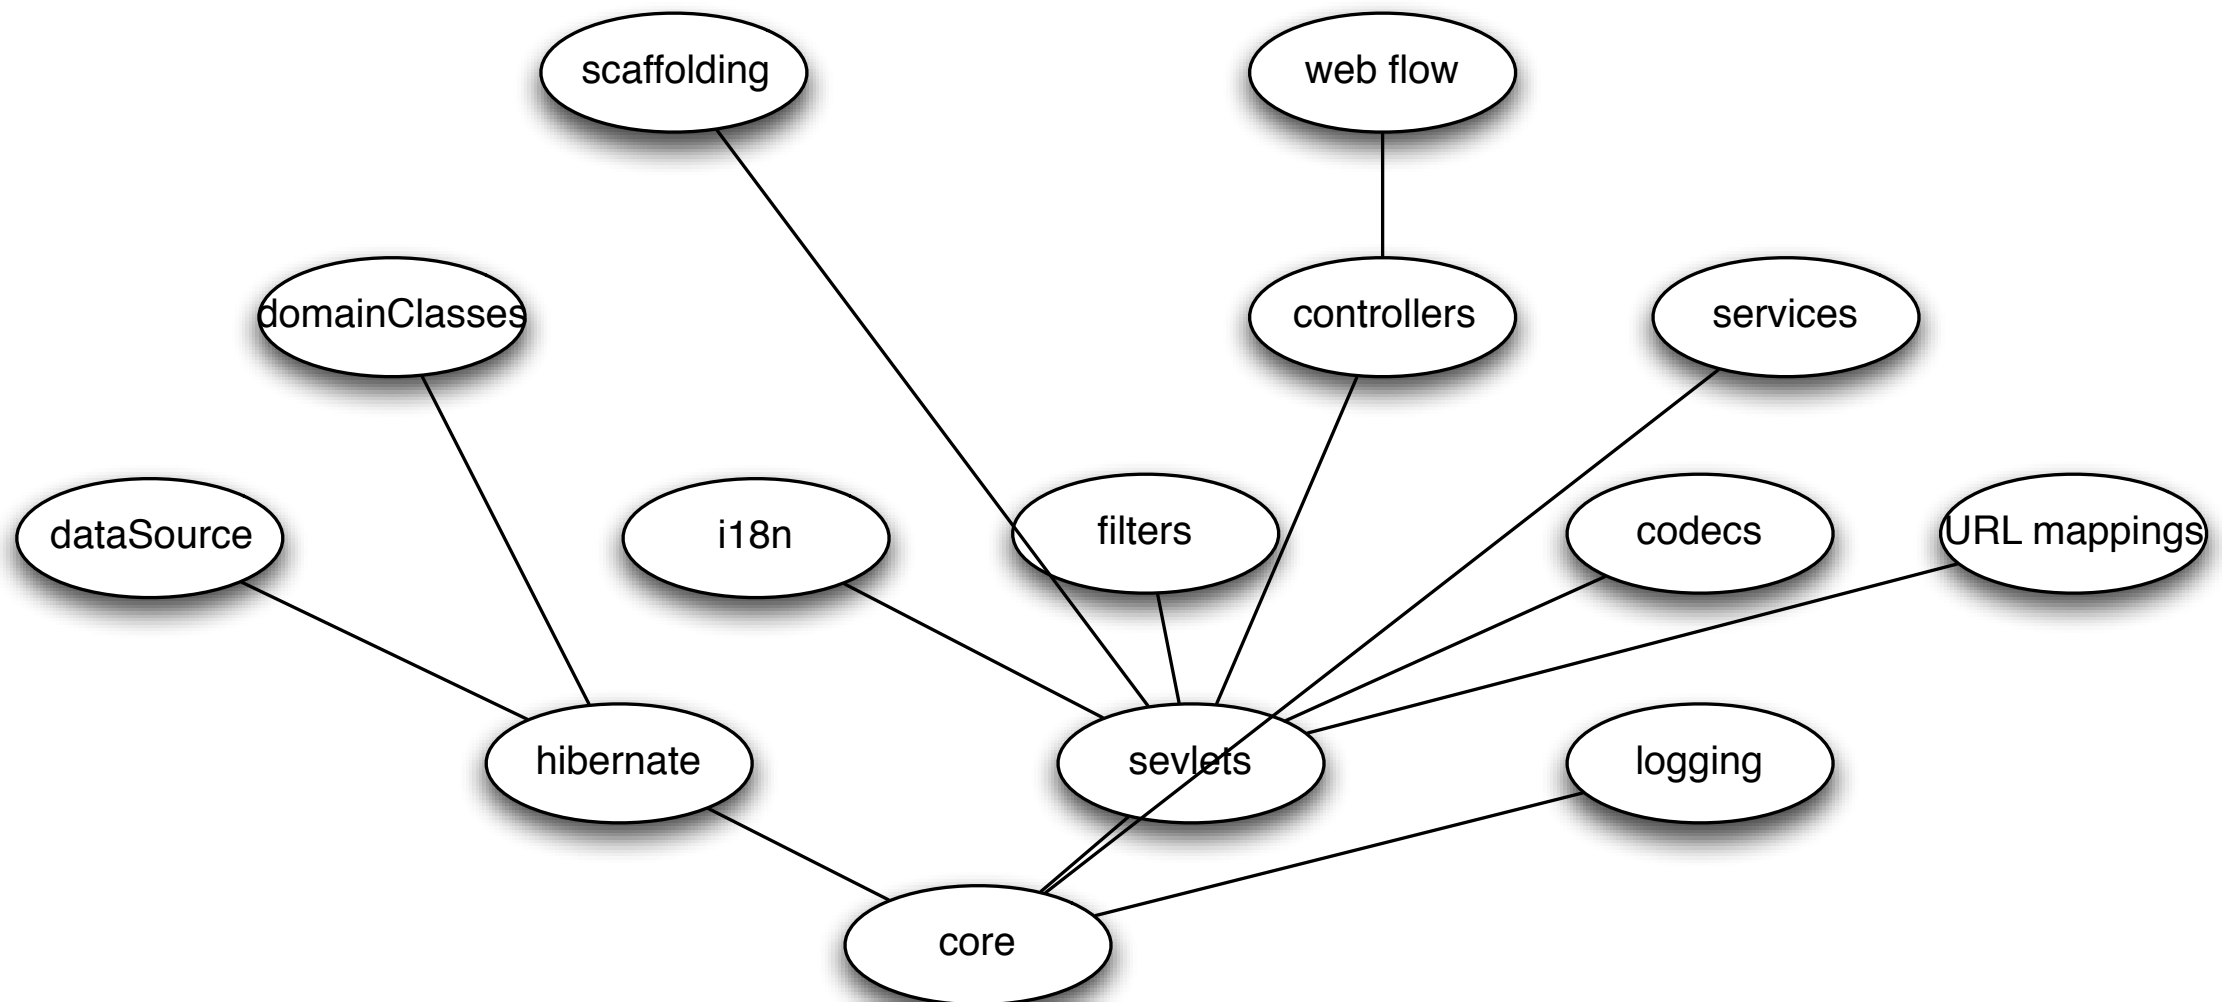 scaffolding
web flow
domainClasses
controllers
services
dataSource
i18n
filters
codecs
URL mappings
hibernate
sevlets
logging
core